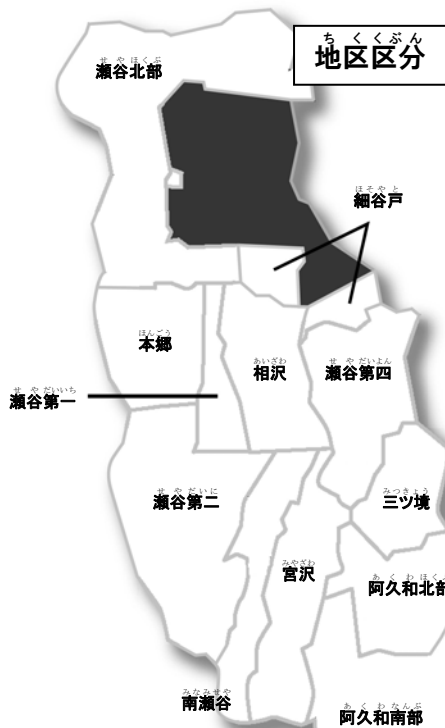 ちくくぶん
地区区分
せやほくぶ
瀬谷北部
ほそやと
細谷戸
ほんごう
本郷
あいざわ
相沢
せやだいよん
瀬谷第四
せやだいいち
瀬谷第一
せやだいに
瀬谷第二
みつきょう
三ツ境
みやざわ
宮沢
あくわほく
阿久和北部
みなみせや
南瀬谷
あくわなんぶ
阿久和南部